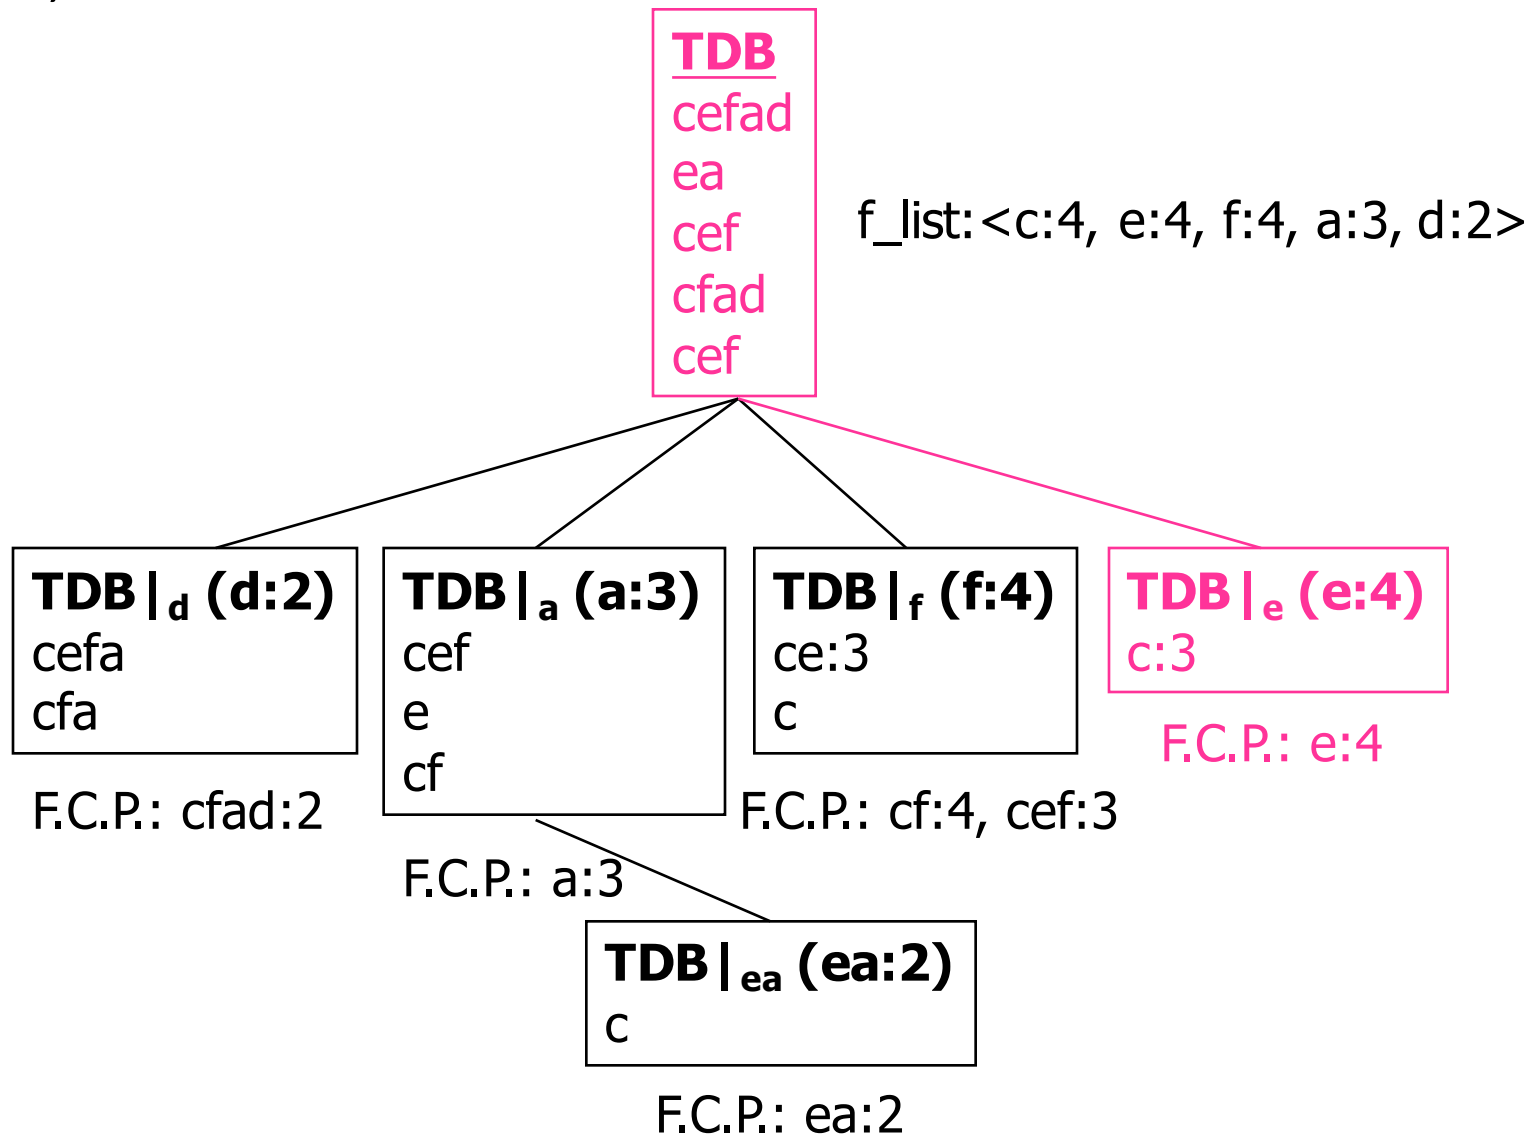 TDB
cefad
ea
cef
cfad
cef
f_list:<c:4, e:4, f:4, a:3, d:2>
TDB|d (d:2)
cefa
cfa
F.C.P.: cfad:2
TDB|a (a:3)
cef
e
cf
F.C.P.: a:3
TDB|f (f:4)
ce:3
c
F.C.P.: cf:4, cef:3
TDB|e (e:4)
c:3
F.C.P.: e:4
TDB|ea (ea:2)
c
F.C.P.: ea:2